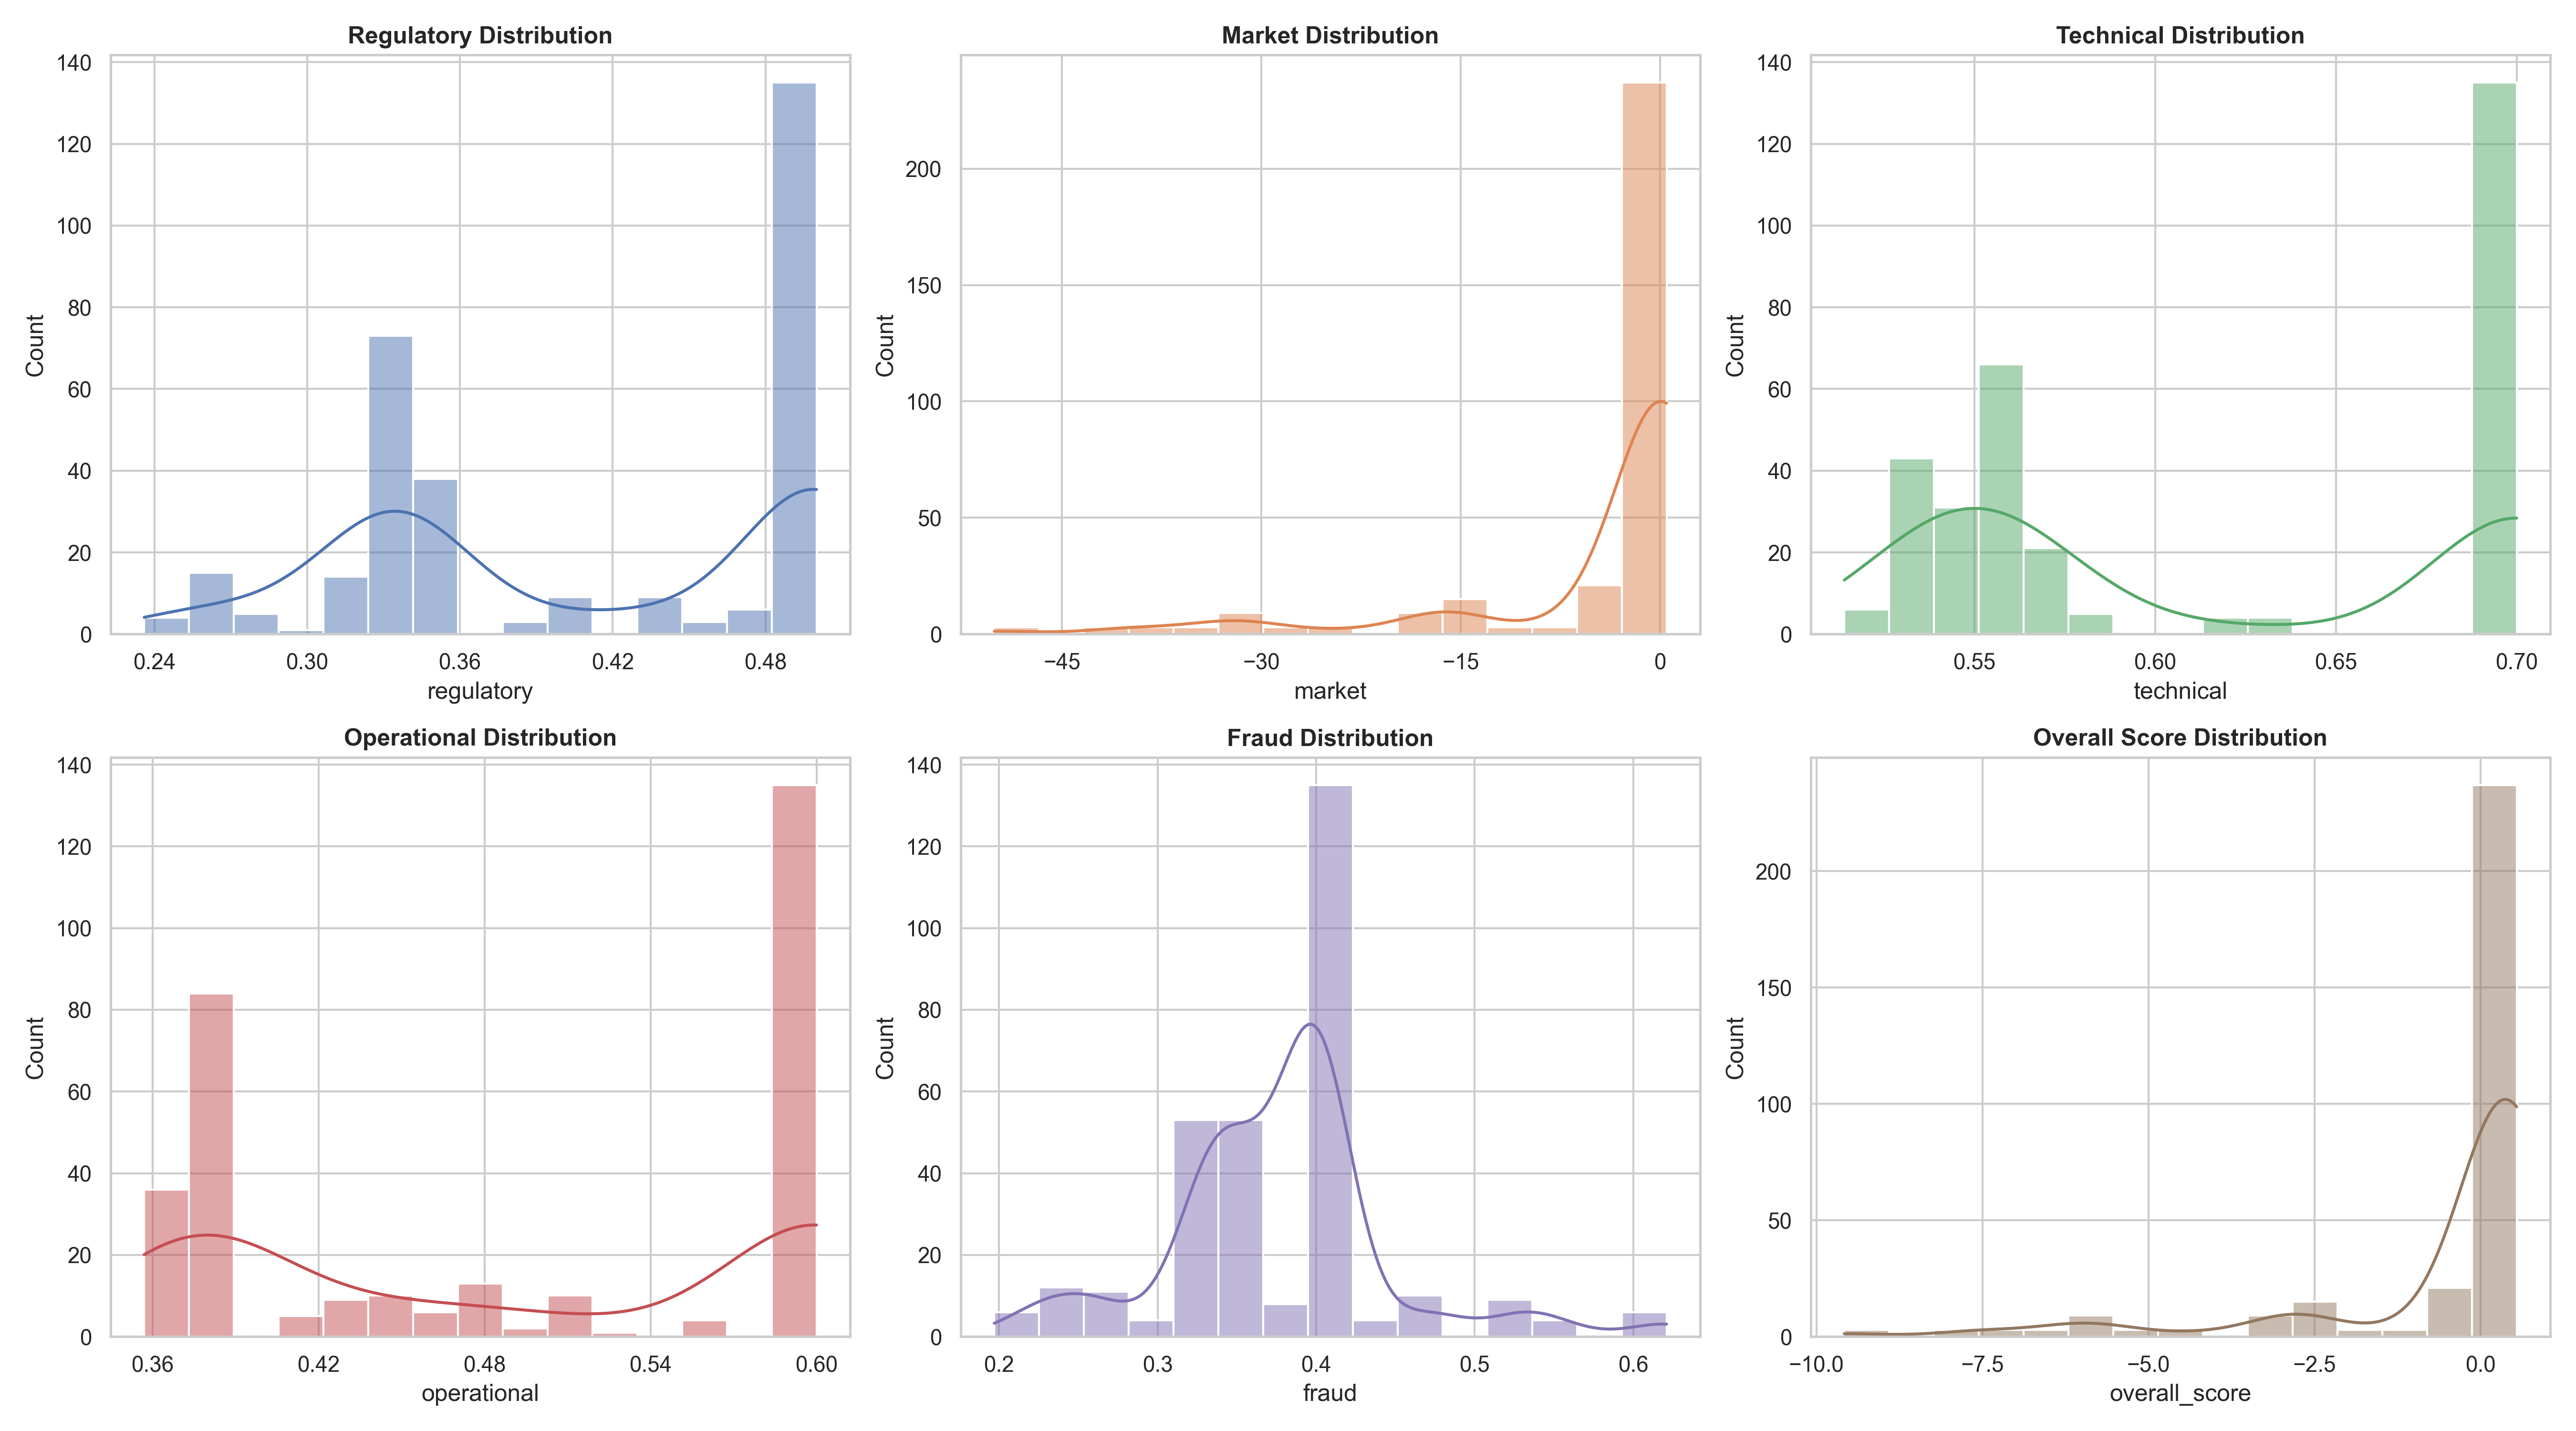 Regulatory Distribution
Count
140
120
100
80
60
40
20
0
0.24 0.30 0.36 0.42 0.48
regulatory
Market Distribution
Count
200
150
100
50
0
−45 −30 −15 0
market
Technical Distribution
Count
140
120
100
80
60
40
20
0
0.55 0.60 0.65 0.70
technical
Operational Distribution
Count
140
120
100
80
60
40
20
0
0.36 0.42 0.48 0.54 0.60
operational
Fraud Distribution
Count
140
120
100
80
60
40
20
0
0.2 0.3 0.4 0.5 0.6
fraud
Overall Score Distribution
Count
200
150
100
50
0
−10.0 −7.5 −5.0 −2.5 0.0
overall_score